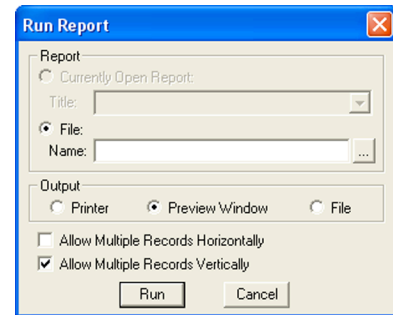 Run Report
Report
Currently Open Report:
Title:
File:
Name:
...
Output
Printer Preview Window File
Allow Multiple Records Horizontally
Allow Multiple Records Vertically
Run Cancel